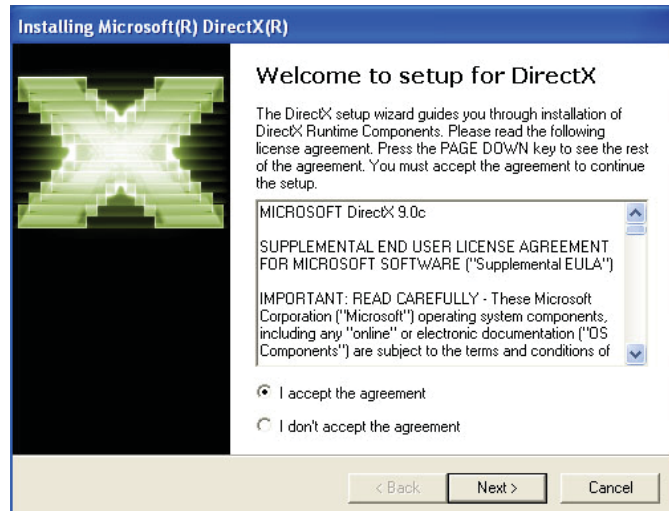 Installing Microsoft(R) DirectX(R)
Welcome to setup for DirectX
The DirectX setup wizard guides you through installation of
DirectX Runtime Components. Please read the following
license agreement. Press the PAGE DOWN key to see the rest
of the agreement. You must accept the agreement to continue
the setup.
MICROSOFT DirectX 9.0c
SUPPLEMENTAL END USER LICENSE AGREEMENT
FOR MICROSOFT SOFTWARE ("Supplemental EULA")
IMPORTANT: READ CAREFULLY - These Microsoft
Corporation ("Microsoft") operating system components,
including any "online" or electronic documentation ("OS
Components") are subject to the terms and conditions of
I accept the agreement
I don't accept the agreement
< Back
Next >
Cancel